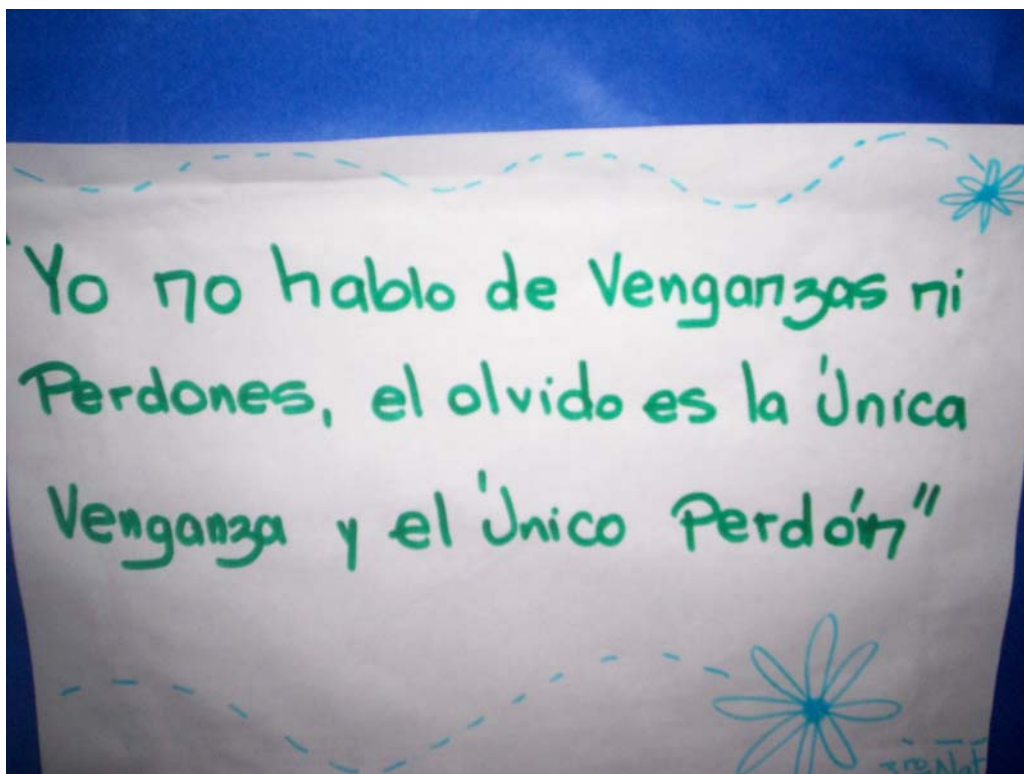 "Yo no hablo de Venganzas ni
Perdones, el olvido es la Única
Venganza y el Único Perdón"